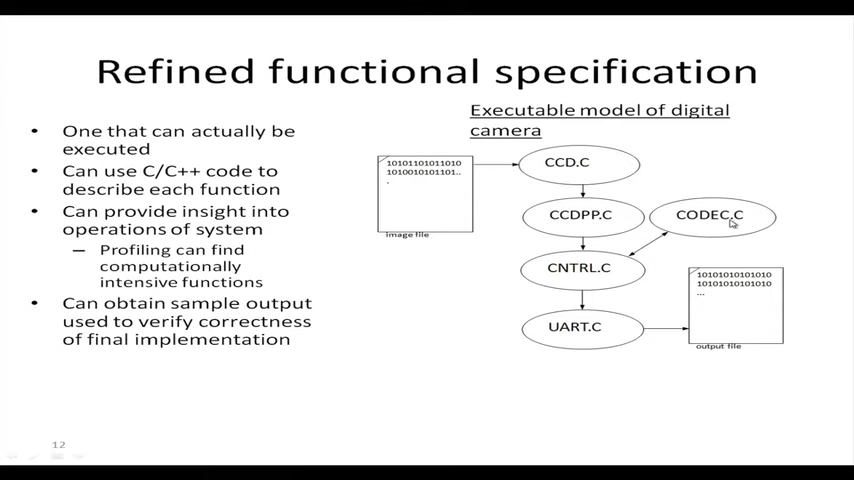 Refined functional specification
• One that can actually be
executed
• Can use C/C++ code to
describe each function
• Can provide insight into
operations of system
– Profiling can find
computationally
intensive functions
• Can obtain sample output
used to verify correctness
of final implementation
Executable model of digital
camera
10101101011010
1010010101101..
.
image file
CCD.C
CCDPP.C
CODEC.C
CNTRL.C
UART.C
10101010101010
10101010101010
...
output file
12